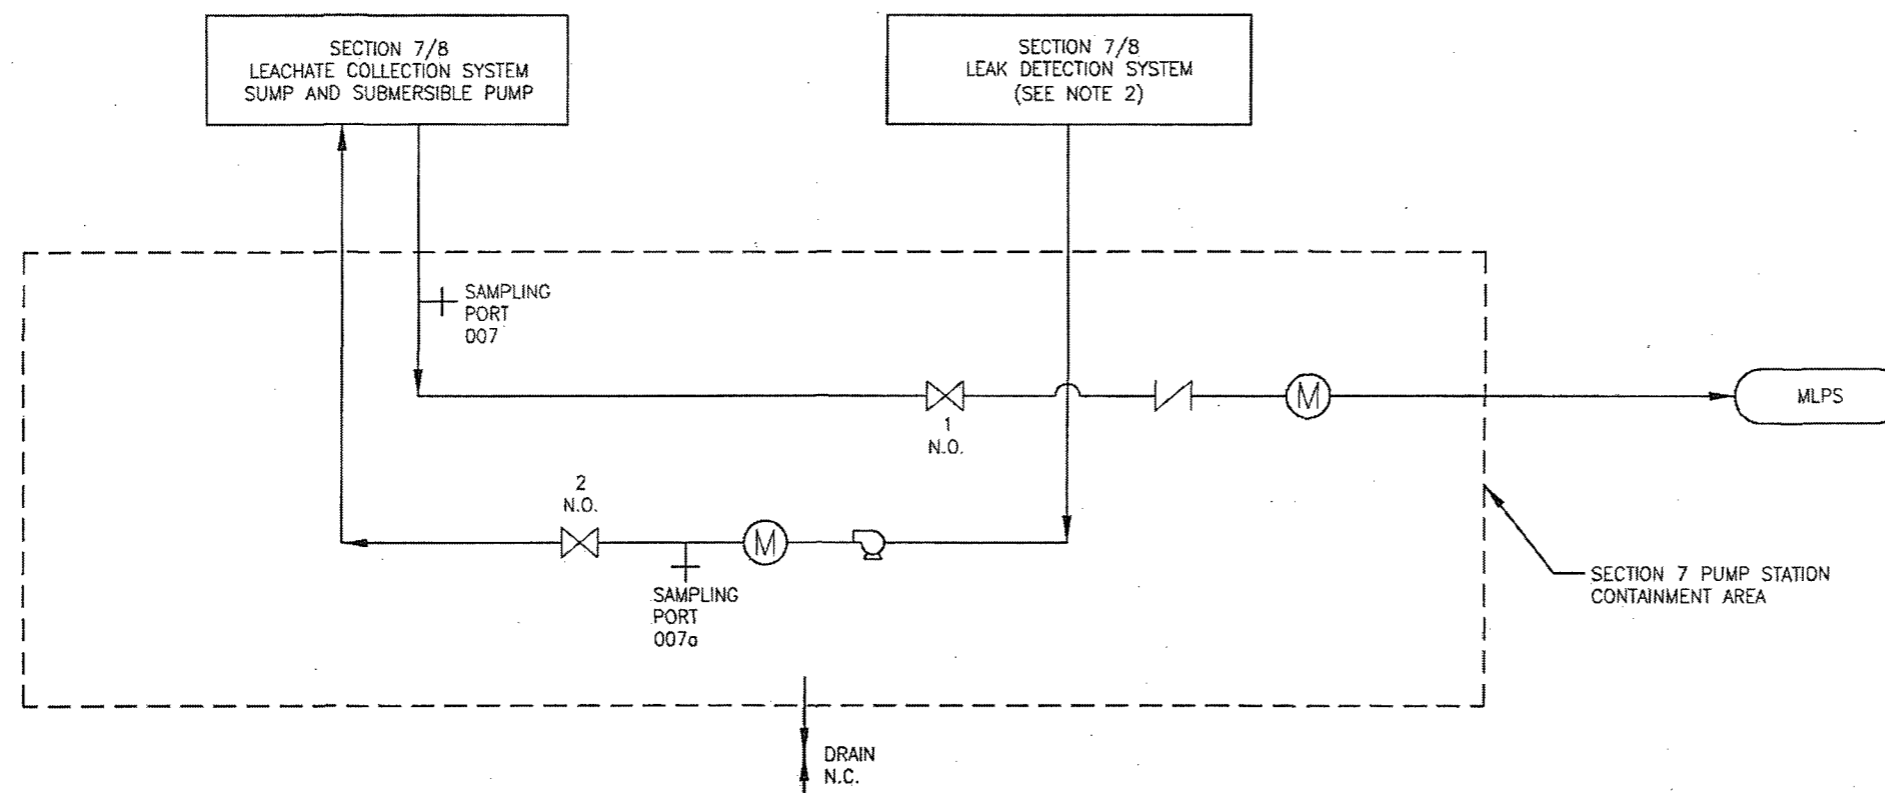 SECTION 7/8
LEACHATE COLLECTION SYSTEM
SUMP AND SUBMERSIBLE PUMP
SECTION 7/8
LEAK DETECTION SYSTEM
(SEE NOTE 2)
SAMPLING
PORT
007
1
N.O.
M
MLPS
2
N.O.
M
SAMPLING
PORT
007a
SECTION 7 PUMP STATION
CONTAINMENT AREA
DRAIN
N.C.